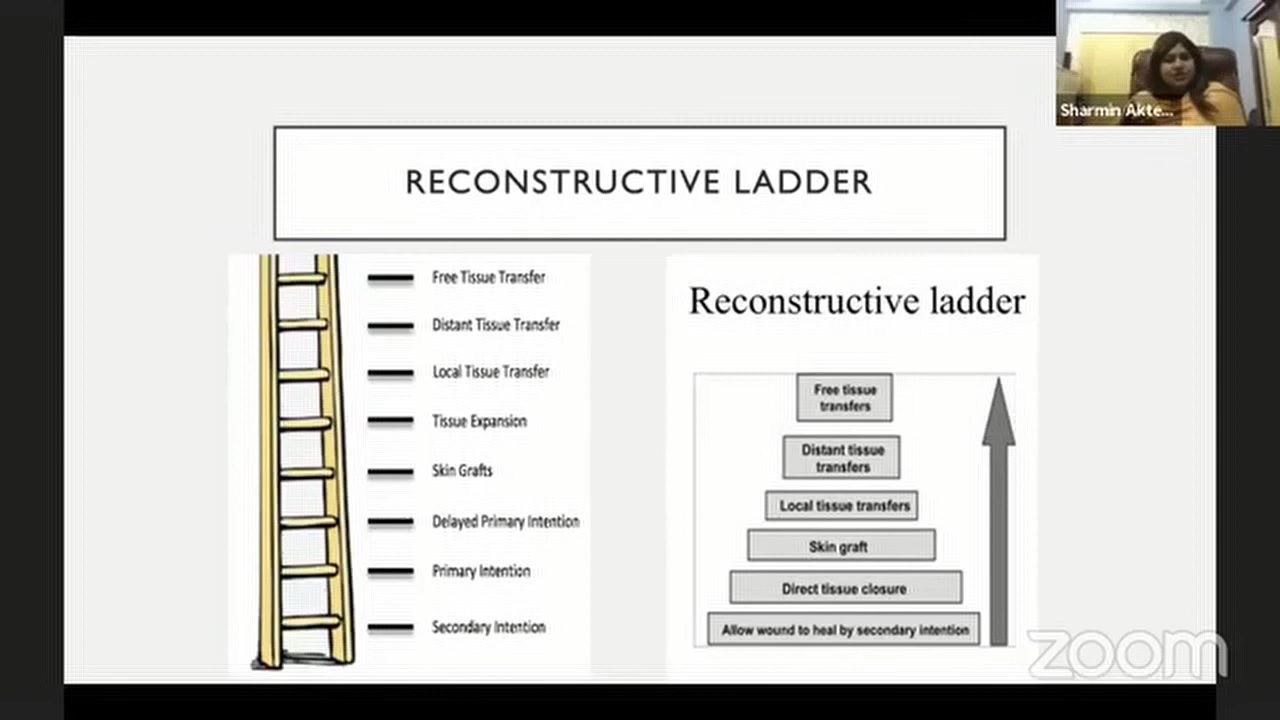 Sharmin Akte...
RECONSTRUCTIVE LADDER
Free Tissue Transfer
Distant Tissue Transfer
Local Tissue Transfer
Tissue Expansion
Skin Grafts
Delayed Primary Intention
Primary Intention
Secondary Intention
Reconstructive ladder
Free tissue
transfers
Distant tissue
transfers
Local tissue transfers
Skin graft
Direct tissue closure
Allow wound to heal by secondary intention
zoom